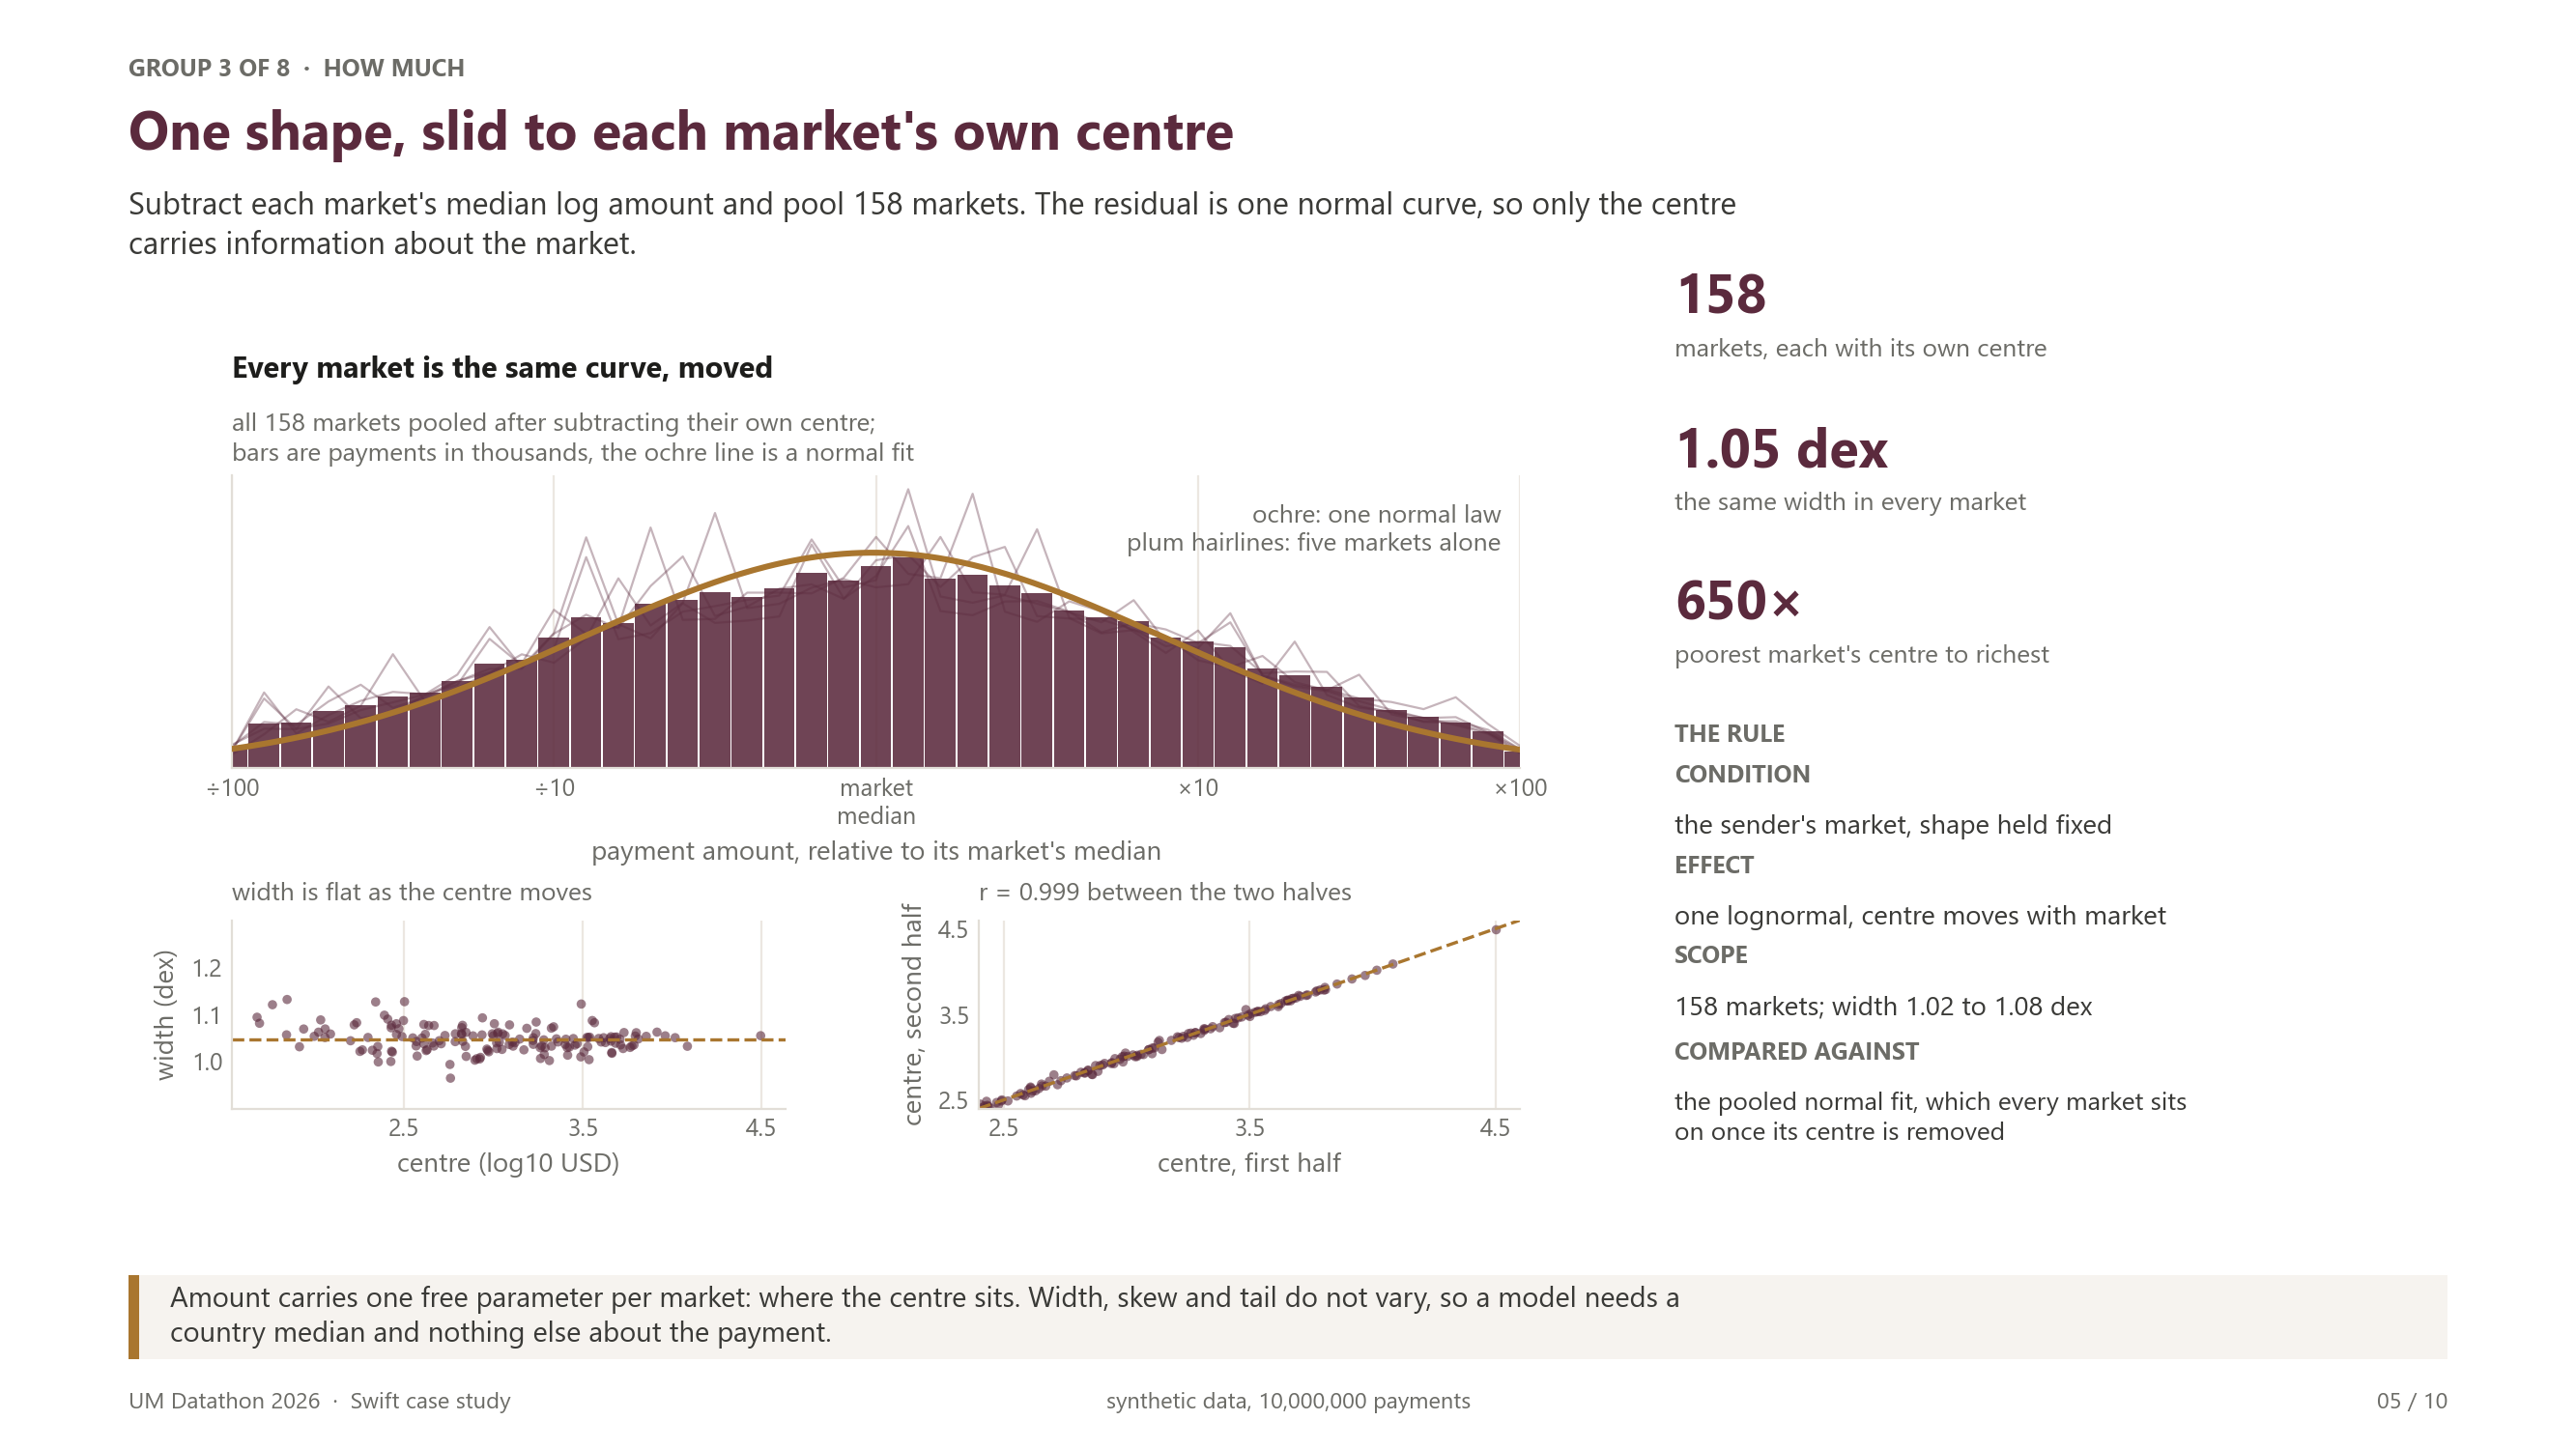 GROUP 3 OF 8 · HOW MUCH
One shape, slid to each market's own centre
Subtract each market's median log amount and pool 158 markets. The residual is one normal curve, so only the centre
carries information about the market.
Every market is the same curve, moved
all 158 markets pooled after subtracting their own centre;
bars are payments in thousands, the ochre line is a normal fit
ochre: one normal law
plum hairlines: five markets alone
÷100
÷10
market
median
×10
×100
payment amount, relative to its market's median
width is flat as the centre moves
width (dex)
1.2
1.1
1.0
2.5
3.5
4.5
centre (log10 USD)
r = 0.999 between the two halves
centre, second half
4.5
3.5
2.5
2.5
3.5
4.5
centre, first half
158
markets, each with its own centre
1.05 dex
the same width in every market
650×
poorest market's centre to richest
THE RULE
CONDITION
the sender's market, shape held fixed
EFFECT
one lognormal, centre moves with market
SCOPE
158 markets; width 1.02 to 1.08 dex
COMPARED AGAINST
the pooled normal fit, which every market sits
on once its centre is removed
Amount carries one free parameter per market: where the centre sits. Width, skew and tail do not vary, so a model needs a
country median and nothing else about the payment.
UM Datathon 2026 · Swift case study
synthetic data, 10,000,000 payments
05 / 10